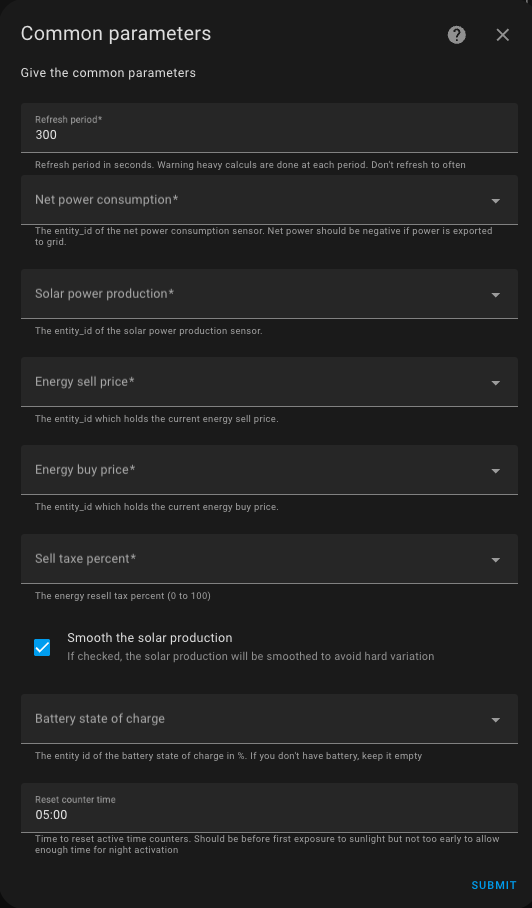 Common parameters
Give the common parameters
Refresh period*
300
Refresh period in seconds. Warning heavy calculs are done at each period. Don't refresh to often
Net power consumption*
The entity_id of the net power consumption sensor. Net power should be negative if power is exported
to grid.
Solar power production*
The entity_id of the solar power production sensor.
Energy sell price*
The entity_id which holds the current energy sell price.
Energy buy price*
The entity_id which holds the current energy buy price.
Sell taxe percent*
The energy resell tax percent (0 to 100)
Smooth the solar production
If checked, the solar production will be smoothed to avoid hard variation
Battery state of charge
The entity id of the battery state of charge in %. If you don't have battery, keep it empty
Reset counter time
05:00
Time to reset active time counters. Should be before first exposure to sunlight but not too early to allow
enough time for night activation
SUBMIT